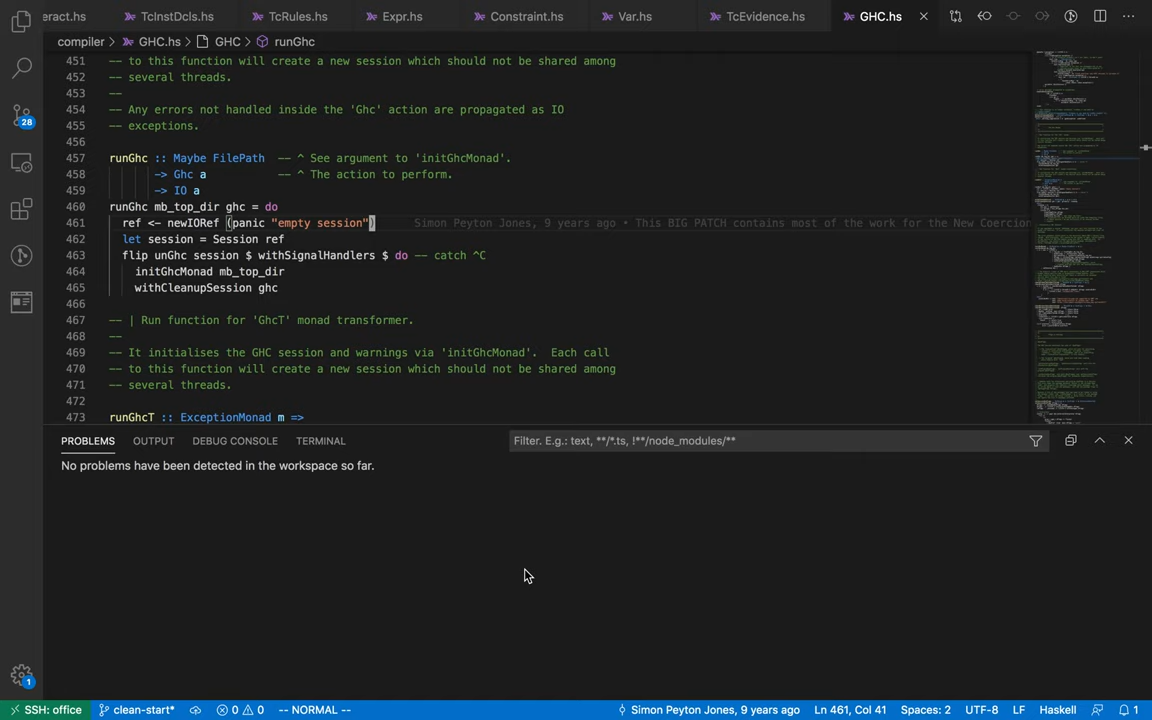 eract.hs TcInstDcls.hs TcRules.hs Expr.hs Constraint.hs Var.hs TcEvidence.hs GHC.hs
compiler > GHC.hs > GHC > runGhc
451 -- to this function will create a new session which should not be shared among
452 -- several threads.
453 --
454 -- Any errors not handled inside the 'Ghc' action are propagated as IO
455 -- exceptions.
456
457 runGhc :: Maybe FilePath -- ^ See argument to 'initGhcMonad'.
458 -> Ghc a -- ^ The action to perform.
459 -> IO a
460 runGhc mb_top_dir ghc = do
461 ref <- newIORef (panic "empty session") Simon Peyton Jones, 9 years ago • This BIG PATCH contains most of the work for the New Coercion
462 let session = Session ref
463 flip unGhc session $ withSignalHandlers $ do -- catch ^C
464 initGhcMonad mb_top_dir
465 withCleanupSession ghc
466
467 -- | Run function for 'GhcT' monad transformer.
468 --
469 -- It initialises the GHC session and warnings via 'initGhcMonad'. Each call
470 -- to this function will create a new session which should not be shared among
471 -- several threads.
472
473 runGhcT :: ExceptionMonad m =>
28
PROBLEMS OUTPUT DEBUG CONSOLE TERMINAL Filter. E.g.: text, **/*.ts, !**/node_modules/**
No problems have been detected in the workspace so far.
1
SSH: office clean-start* 0 0 -- NORMAL -- Simon Peyton Jones, 9 years ago Ln 461, Col 41 Spaces: 2 UTF-8 LF Haskell 1